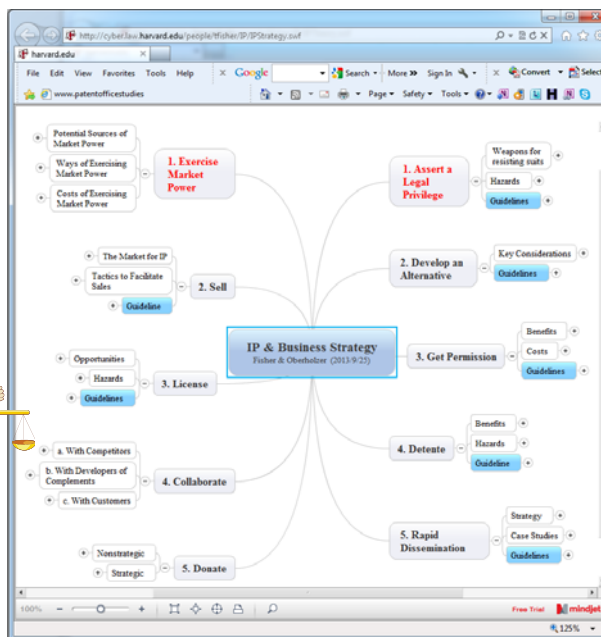 http://cyber.law.harvard.edu/people/tfisher/IP/IPStrategy.swf
harvard.edu
File Edit View Favorites Tools Help
Google
Search
More »
Sign In
Convert
Select
www.patentofficestudies
Page
Safety
Tools
Potential Sources of
Market Power
Ways of Exercising
Market Power
Costs of Exercising
Market Power
1. Exercise
Market
Power
The Market for IP
Tactics to Facilitate
Sales
Guideline
2. Sell
Opportunities
Hazards
Guidelines
3. License
a. With Competitors
b. With Developers of
Complements
c. With Customers
4. Collaborate
Nonstrategic
Strategic
5. Donate
IP & Business Strategy
Fisher & Oberholzer (2013/9/25)
1. Assert a
Legal
Privilege
Weapons for
resisting suits
Hazards
Guidelines
2. Develop an
Alternative
Key Considerations
Guidelines
3. Get Permission
Benefits
Costs
Guidelines
4. Detente
Benefits
Hazards
Guideline
5. Rapid
Dissemination
Strategy
Case Studies
Guidelines
100%
Free Trial
mindjet
125%